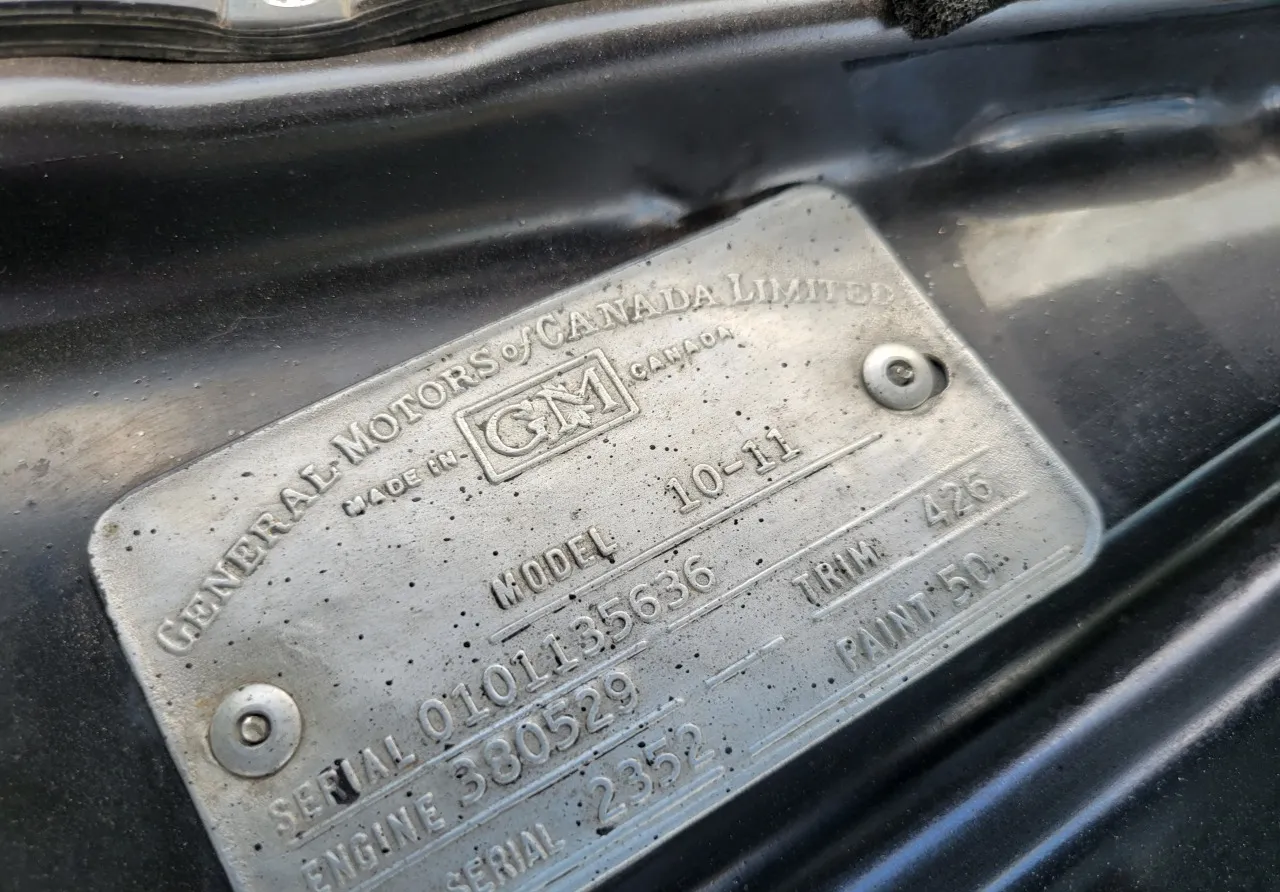 GENERAL MOTORS of CANADA LIMITED
MADE IN GM CANADA
MODEL 10-11
SERIAL 0101135636 TRIM 426
ENGINE 380529 PAINT 50
SERIAL 2352